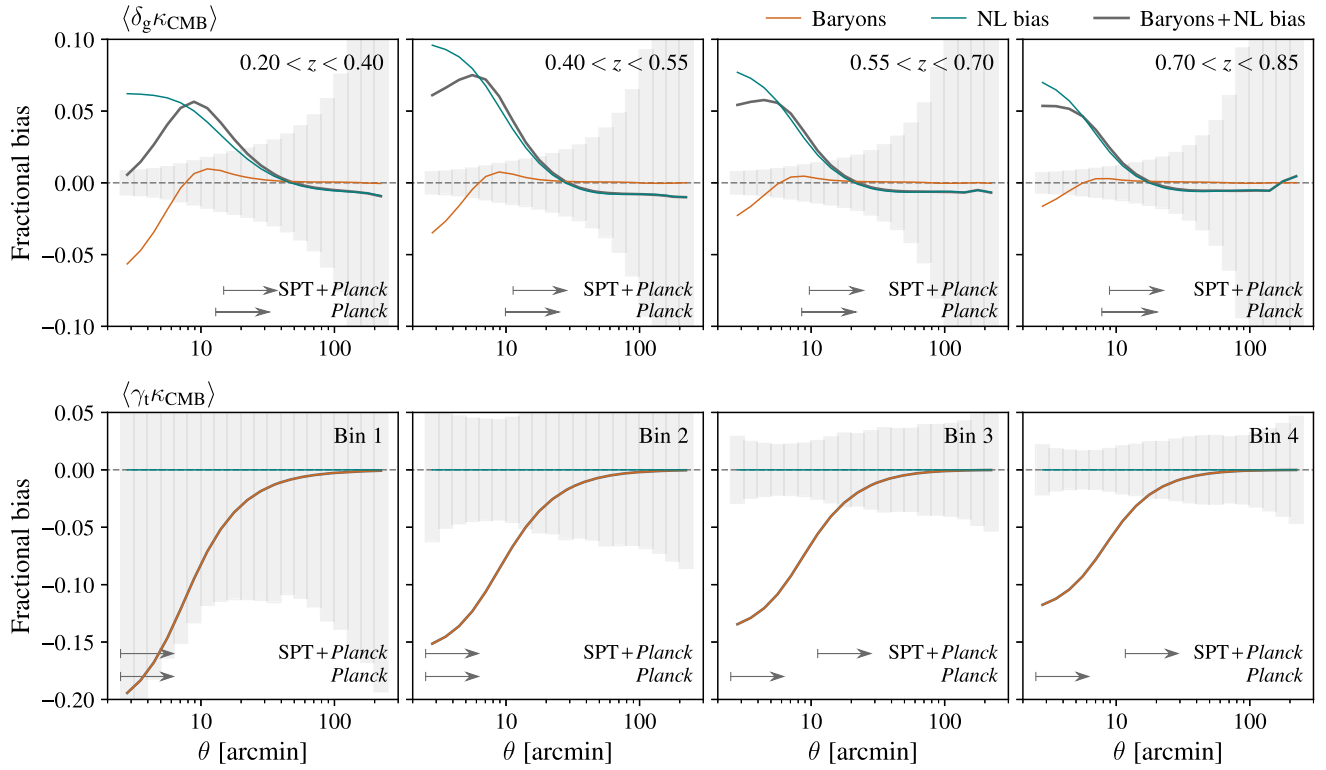 ⟨δgκCMB⟩
Baryons NL bias Baryons+NL bias
0.10 0.05 0.00 −0.05 −0.10
Fractional bias
0.20 < z < 0.40
SPT+Planck
Planck
10 100
0.40 < z < 0.55
SPT+Planck
Planck
10 100
0.55 < z < 0.70
SPT+Planck
Planck
10 100
0.70 < z < 0.85
SPT+Planck
Planck
10 100
⟨γtκCMB⟩
0.05 0.00 −0.05 −0.10 −0.15 −0.20
Fractional bias
Bin 1
SPT+Planck
Planck
10 100
θ [arcmin]
Bin 2
SPT+Planck
Planck
10 100
θ [arcmin]
Bin 3
SPT+Planck
Planck
10 100
θ [arcmin]
Bin 4
SPT+Planck
Planck
10 100
θ [arcmin]